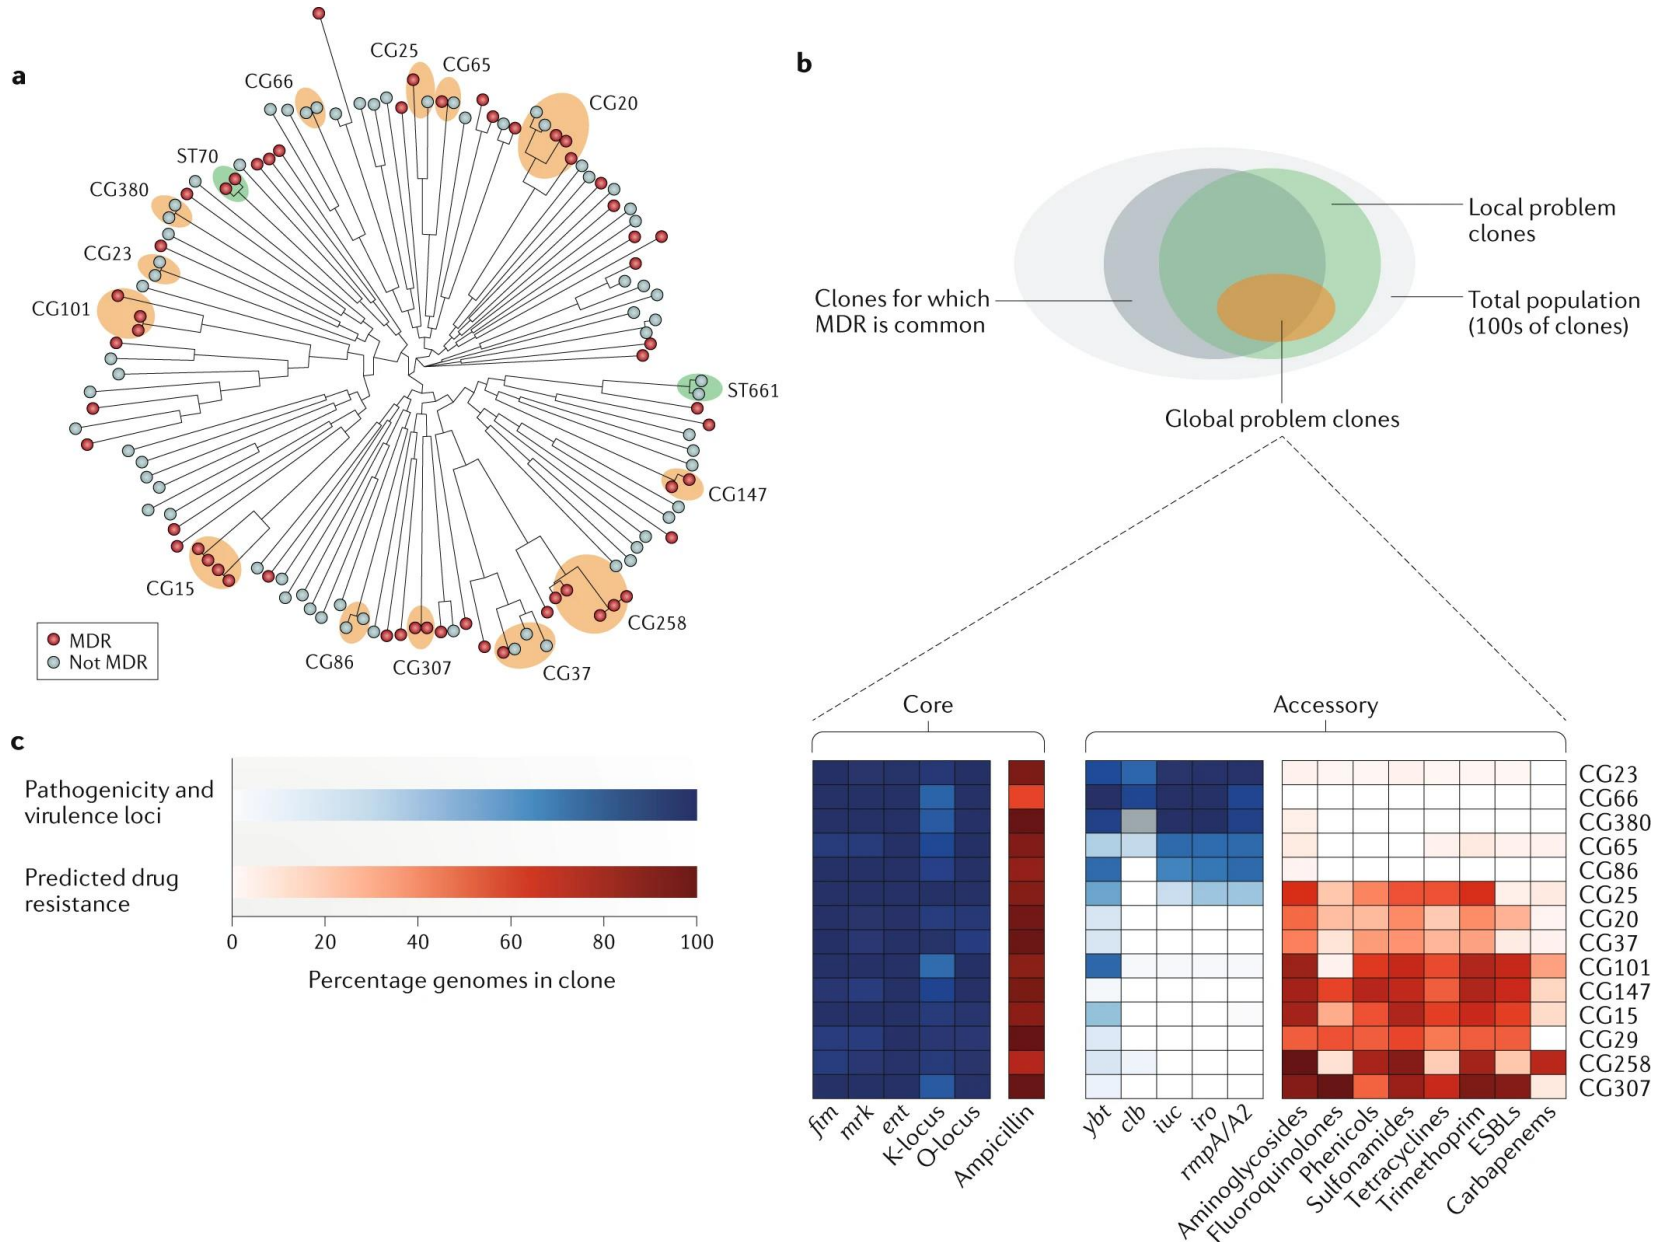 a
CG25
CG65
CG66
CG20
ST70
CG380
CG23
CG101
ST661
CG147
CG15
CG258
CG86
CG307
CG37
MDR
Not MDR
b
Local problem
clones
Clones for which
MDR is common
Total population
(100s of clones)
Global problem clones
c
Pathogenicity and
virulence loci
Predicted drug
resistance
0 20 40 60 80 100
Percentage genomes in clone
Core
Accessory
CG23
CG66
CG380
CG65
CG86
CG25
CG20
CG37
CG101
CG147
CG15
CG29
CG258
CG307
fim
mrk
ent
K-locus
O-locus
Ampicillin
ybt
clb
iuc
iro
rmpA/A2
Aminoglycosides
Fluoroquinolones
Phenicols
Sulfonamides
Tetracyclines
Trimethoprim
ESBLs
Carbapenems